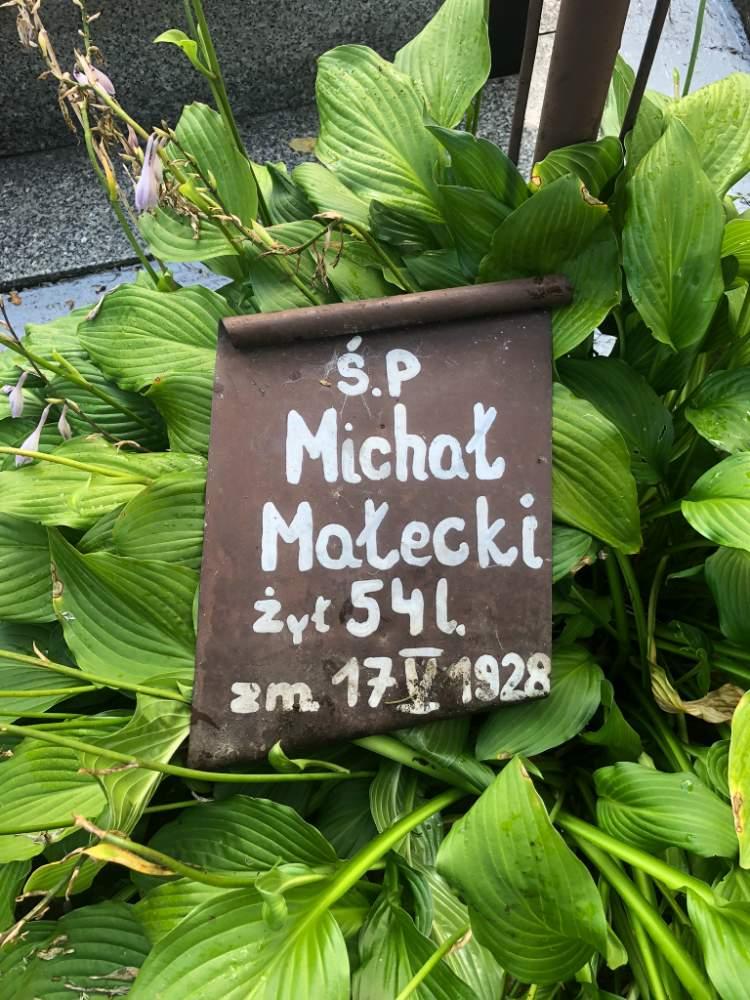 Ś.P
Michał
Małecki
żył 54 l.
zm. 17 V 1928